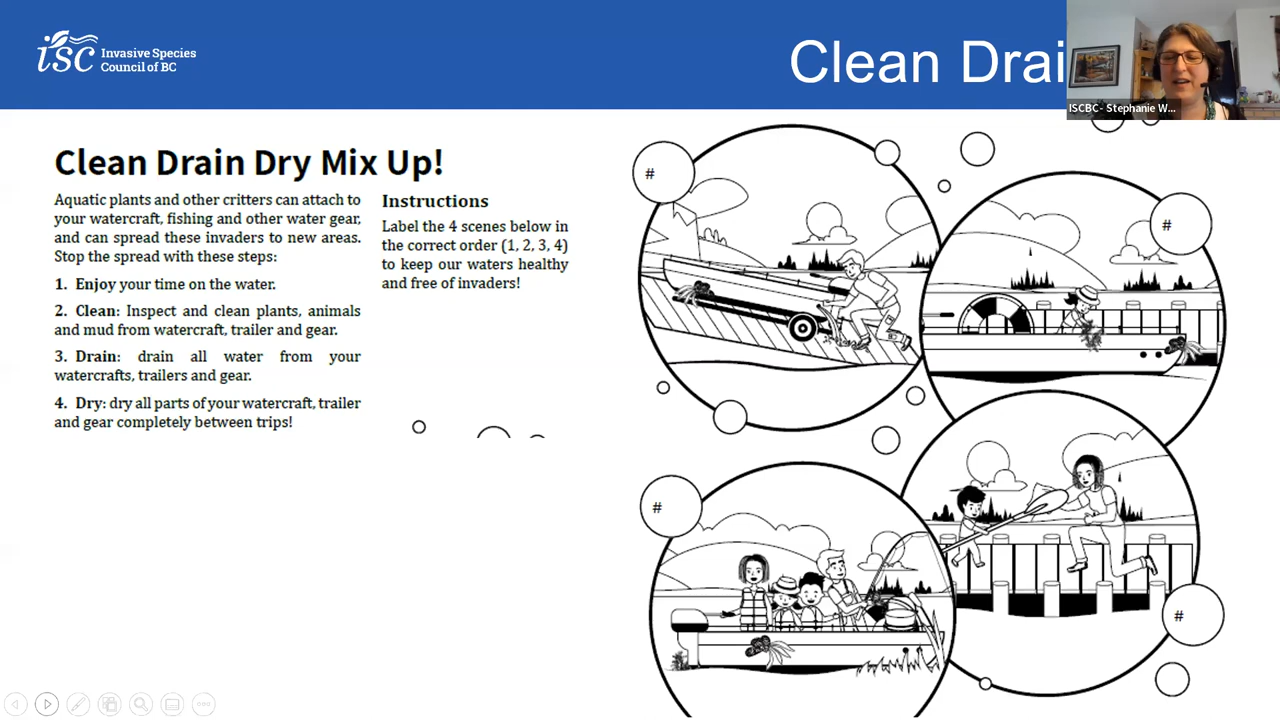 isc Invasive Species
Council of BC
Clean Drai
ISCBC- Stephanie W...
Clean Drain Dry Mix Up!
Aquatic plants and other critters can attach to
your watercraft, fishing and other water gear,
and can spread these invaders to new areas.
Stop the spread with these steps:
1. Enjoy your time on the water.
2. Clean: Inspect and clean plants, animals
and mud from watercraft, trailer and gear.
3. Drain: drain all water from your
watercrafts, trailers and gear.
4. Dry: dry all parts of your watercraft, trailer
and gear completely between trips!
Instructions
Label the 4 scenes below in
the correct order (1, 2, 3, 4)
to keep our waters healthy
and free of invaders!
#
#
#
#